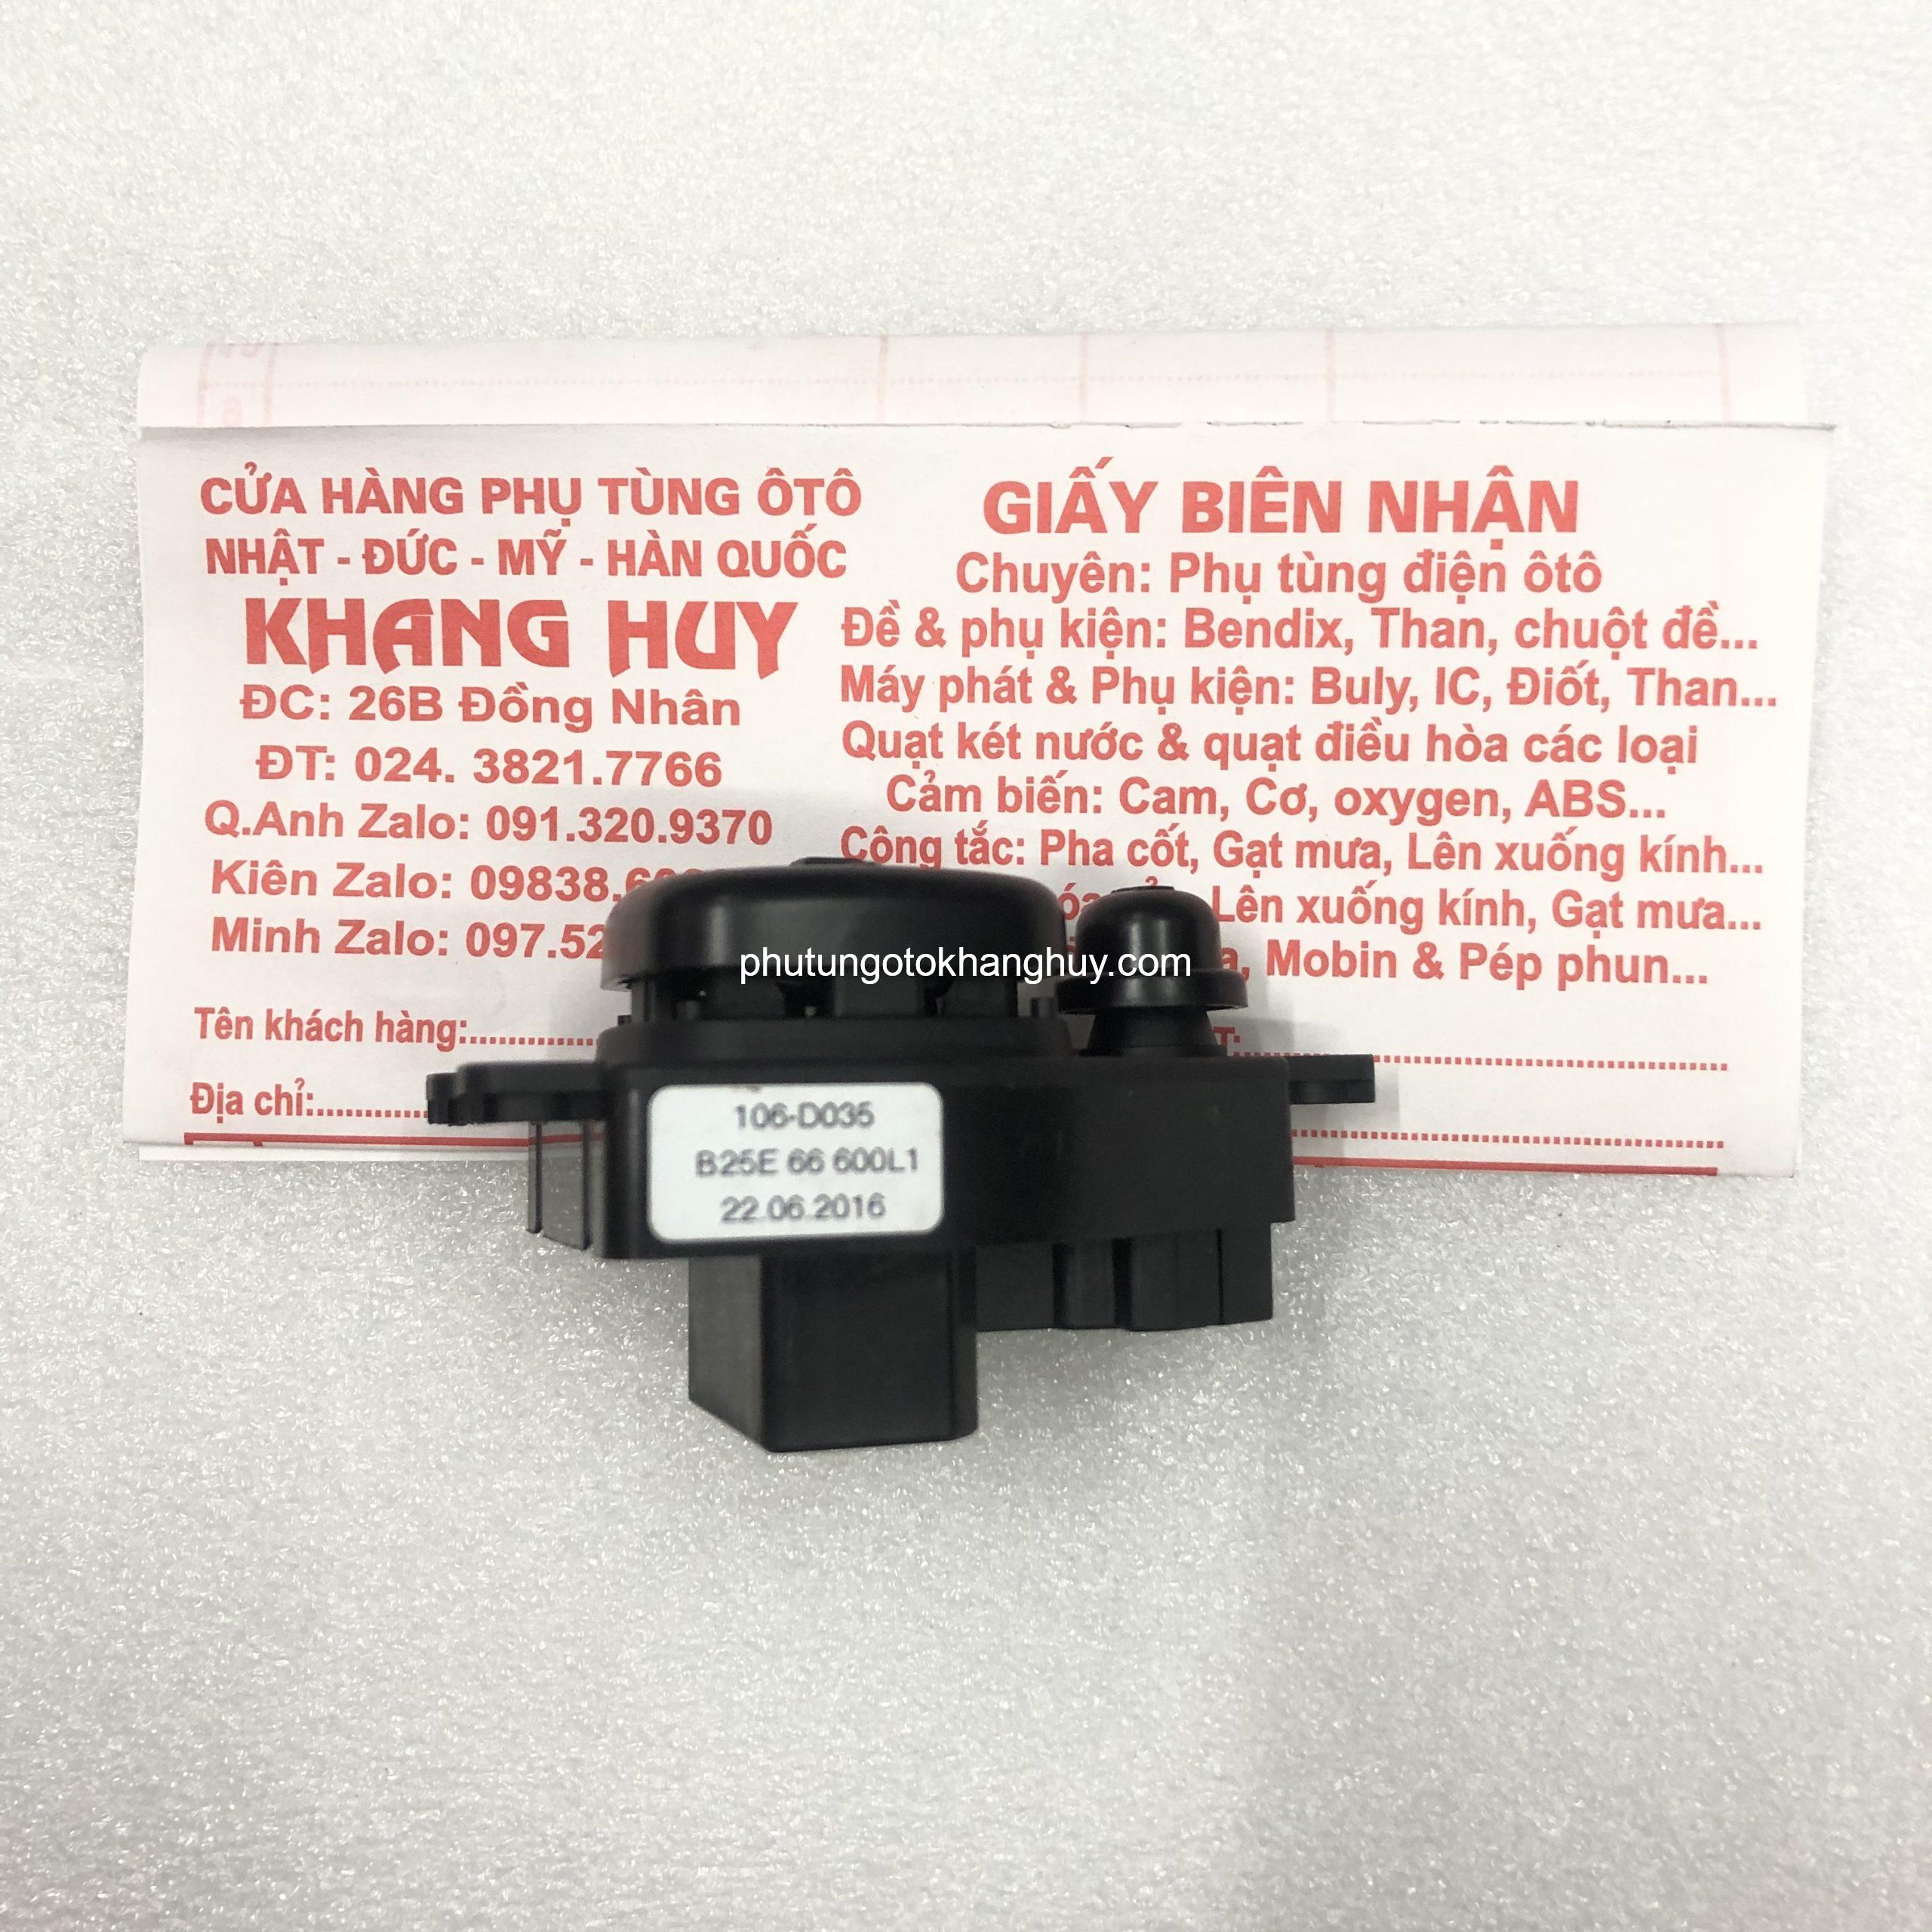 CỬA HÀNG PHỤ TÙNG ÔTÔ
NHẬT - ĐỨC - MỸ - HÀN QUỐC
KHANG HUY
ĐC: 26B Đồng Nhân
ĐT: 024. 3821.7766
Q.Anh Zalo: 091.320.9370
Kiên Zalo: 09838.
Minh Zalo: 097.52
Tên khách hàng:
Địa chỉ:
GIẤY BIÊN NHẬN
Chuyên: Phụ tùng điện ôtô
Đề & phụ kiện: Bendix, Than, chuột đề...
Máy phát & Phụ kiện: Buly, IC, Điốt, Than...
Quạt két nước & quạt điều hòa các loại
Cảm biến: Cam, Cơ, oxygen, ABS...
Công tắc: Pha cốt, Gạt mưa, Lên xuống kính...
Lên xuống kính, Gạt mưa...
Mobin & Pép phun...
phutungotokhanghuy.com
106-D035
B25E 66 600L1
22.06.2016